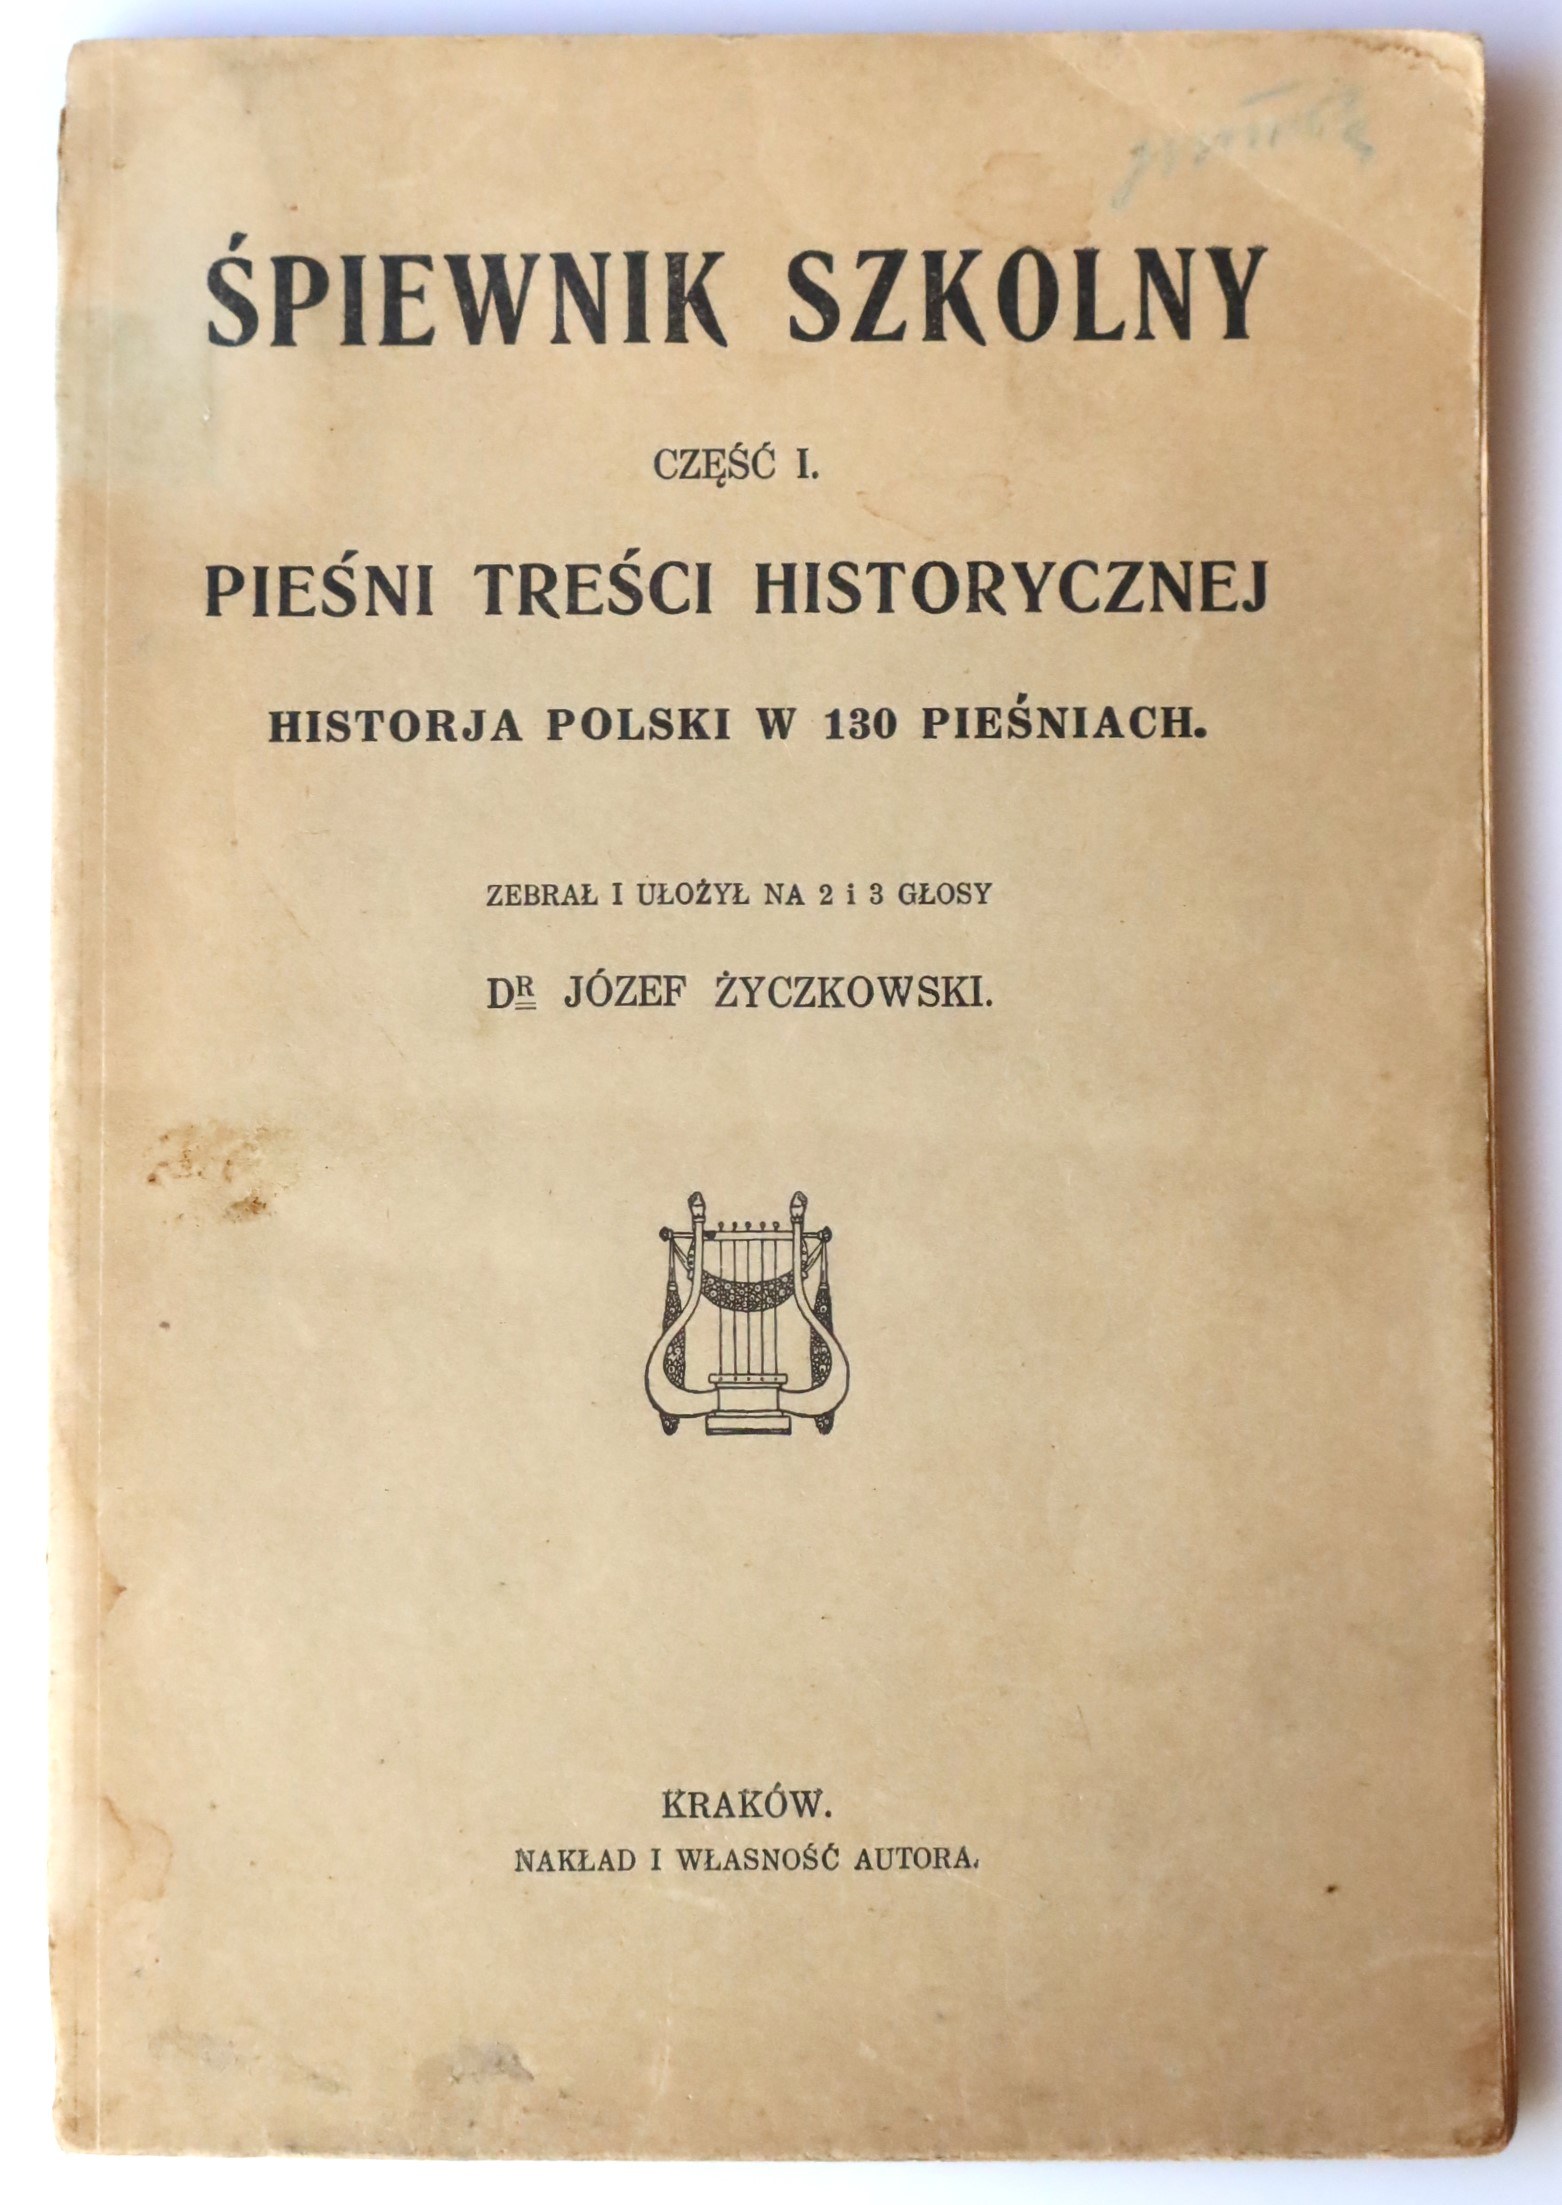 ŚPIEWNIK SZKOLNY
CZĘŚĆ I.
PIEŚNI TREŚCI HISTORYCZNEJ
HISTORJA POLSKI W 130 PIEŚNIACH.
ZEBRAŁ I UŁOŻYŁ NA 2 i 3 GŁOSY
DR JÓZEF ŻYCZKOWSKI.
KRAKÓW.
NAKŁAD I WŁASNOŚĆ AUTORA.